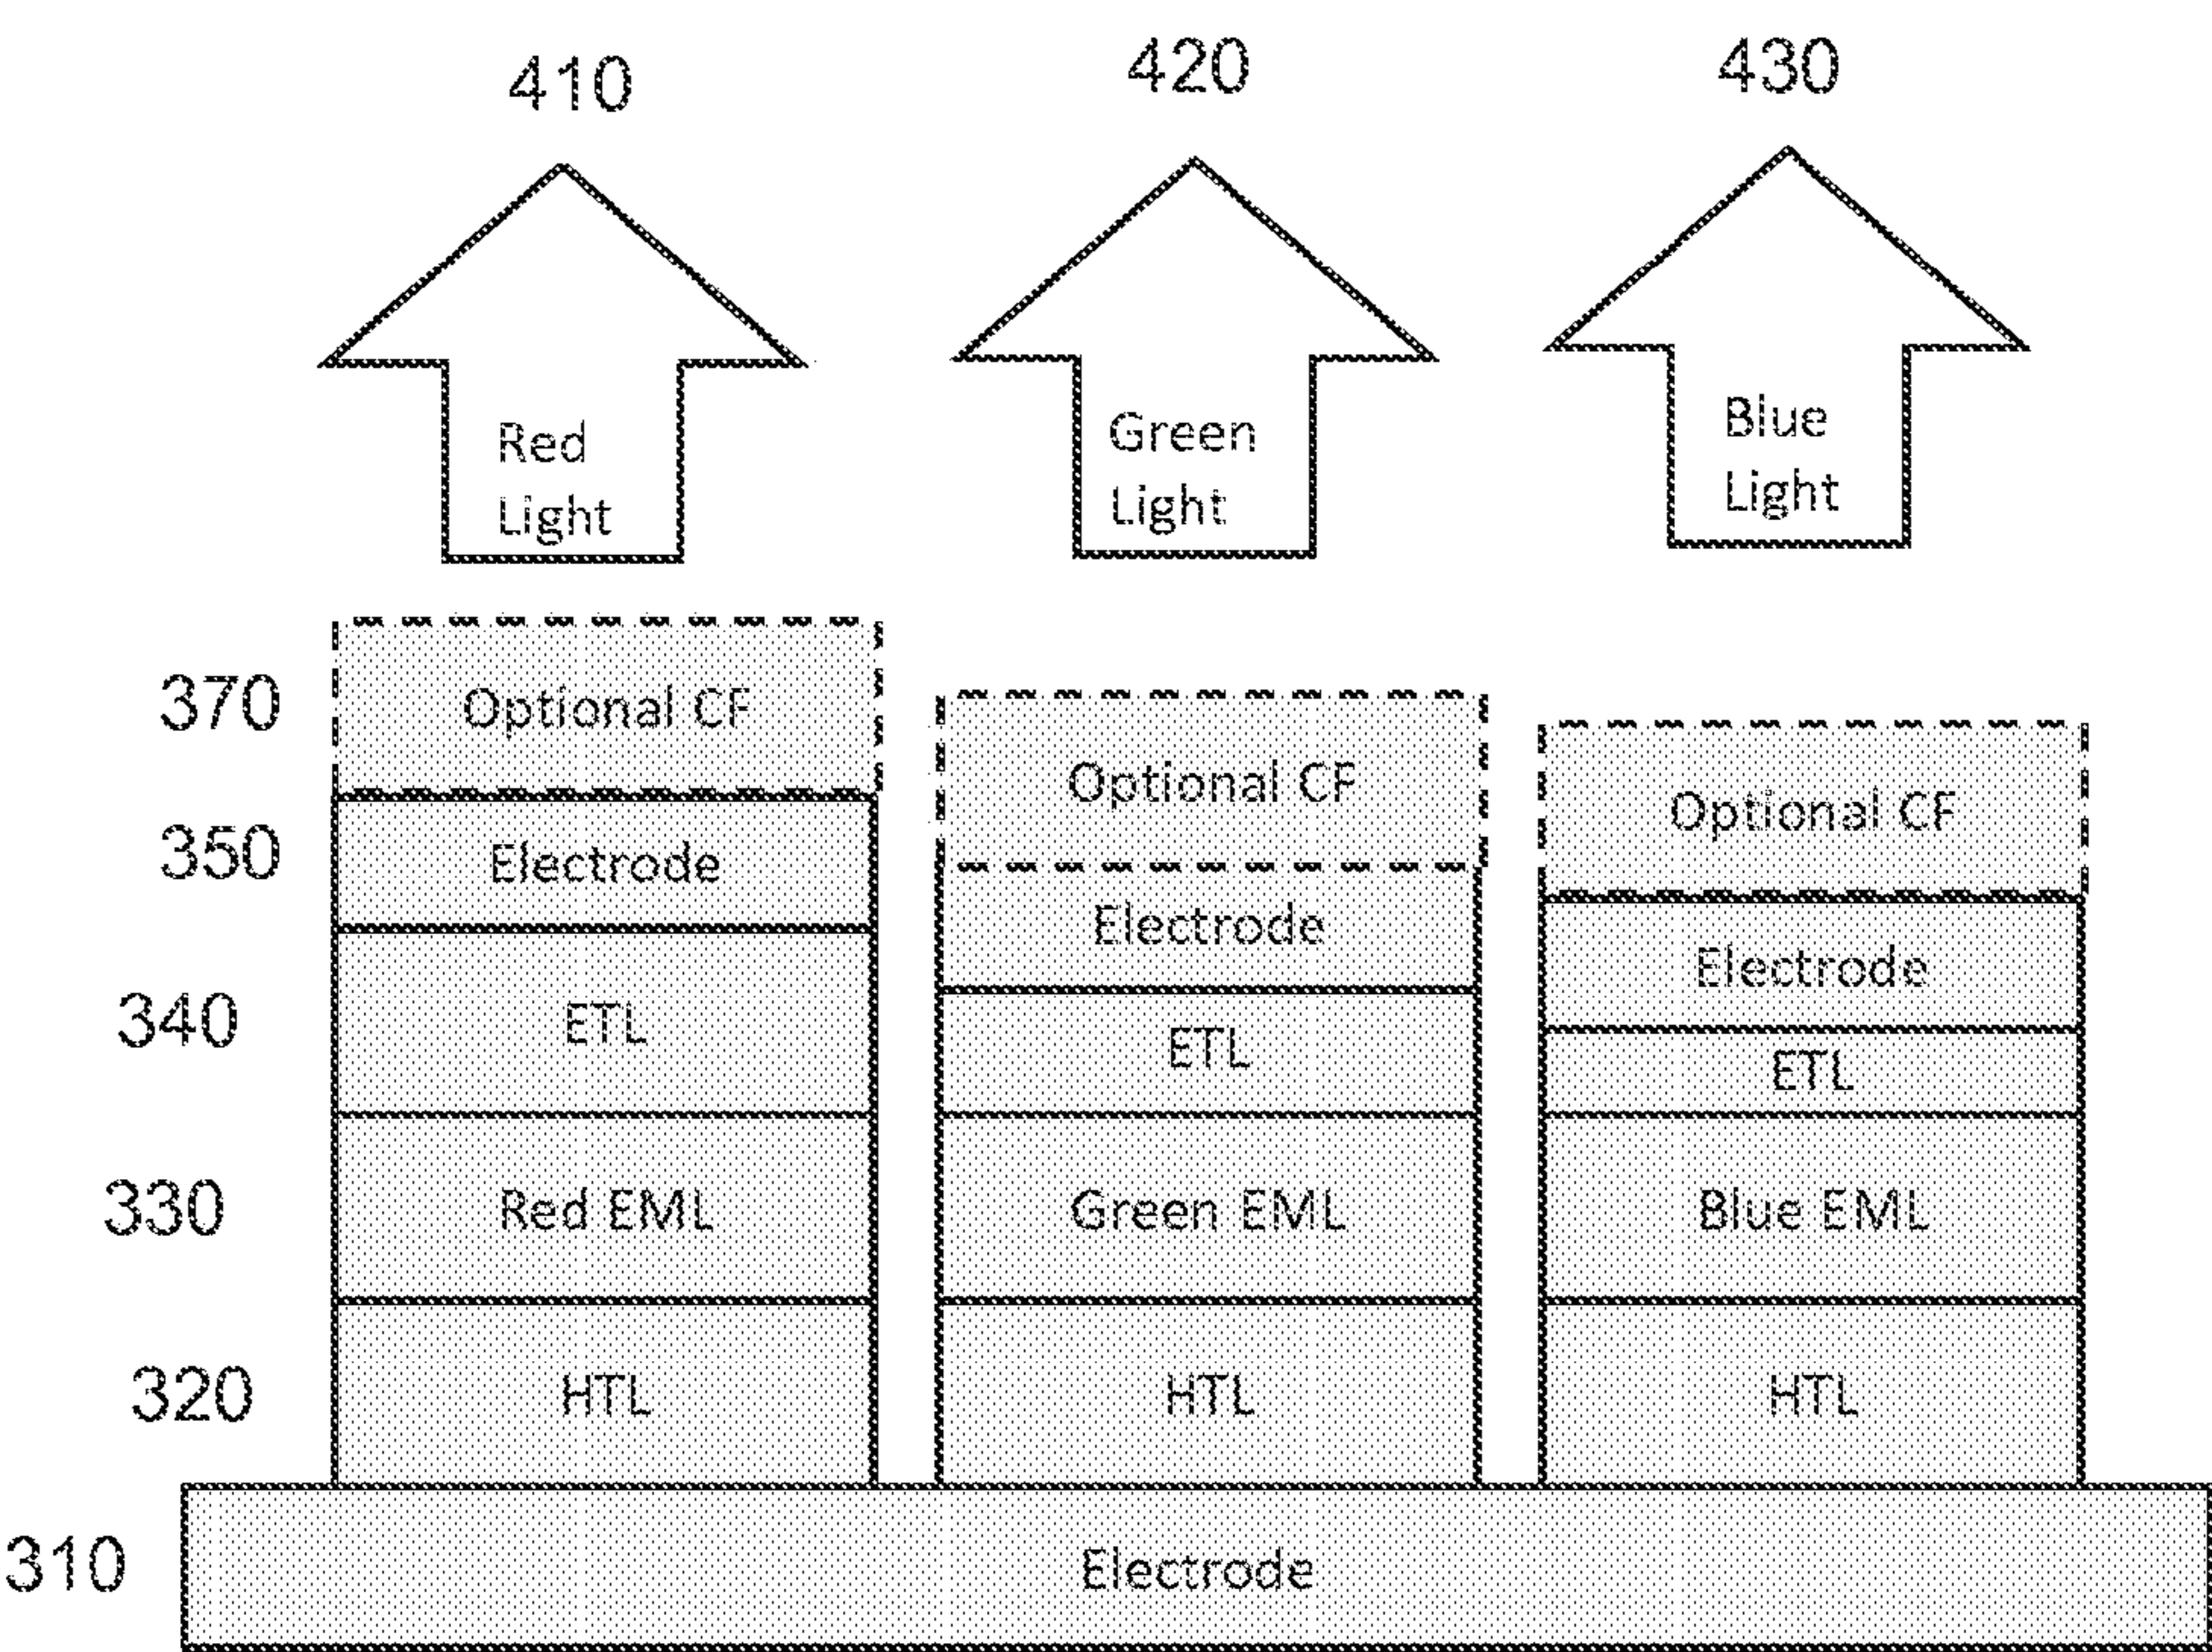 410
420
430
Red
Light
Green
Light
Blue
Light
370
Optional CF
Optional CF
Optional CF
350
Electrode
Electrode
Electrode
340
ETL
ETL
ETL
330
Red EML
Green EML
Blue EML
320
HTL
HTL
HTL
310
Electrode